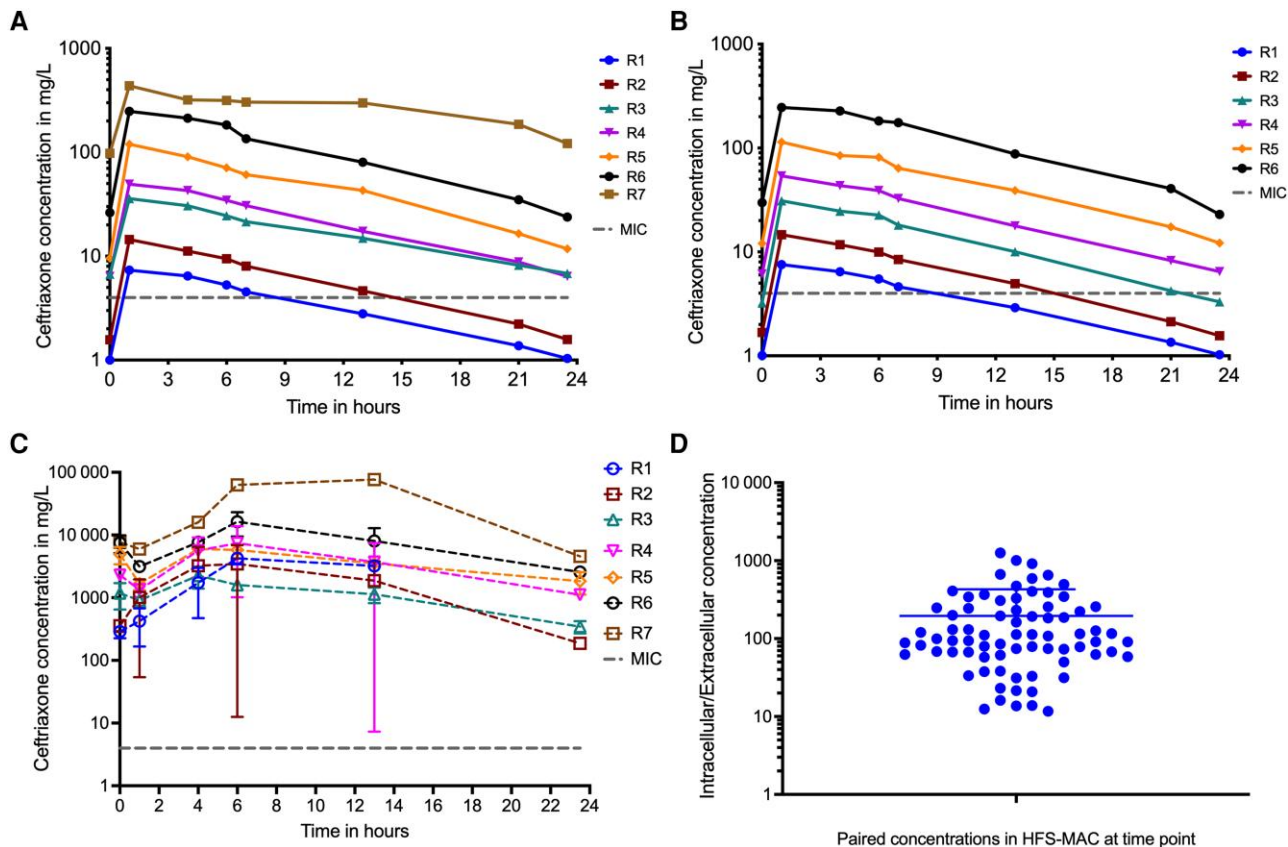 A
Ceftriaxone concentration in mg/L
1000
100
10
1
0 3 6 9 12 15 18 21 24
Time in hours
R1
R2
R3
R4
R5
R6
R7
MIC
B
Ceftriaxone concentration in mg/L
1000
100
10
1
0 3 6 9 12 15 18 21 24
Time in hours
R1
R2
R3
R4
R5
R6
MIC
C
Ceftriaxone concentration in mg/L
100 000
10 000
1000
100
10
1
0 2 4 6 8 10 12 14 16 18 20 22 24
Time in hours
R1
R2
R3
R4
R5
R6
R7
MIC
D
Intracellular/Extracellular concentration
10 000
1000
100
10
1
Paired concentrations in HFS-MAC at time point